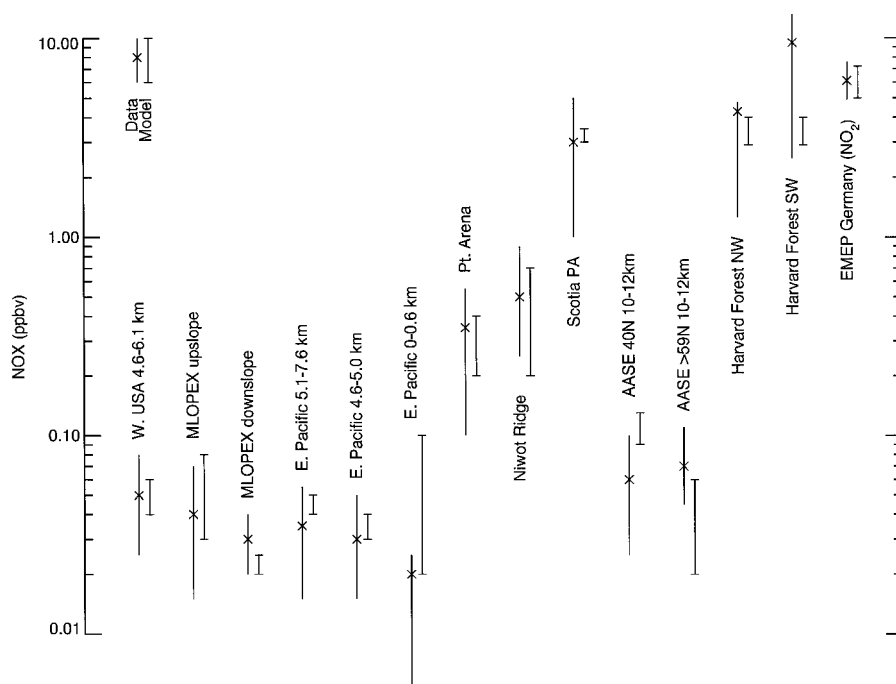 10.00
1.00
0.10
0.01
NOX (ppbv)
Data
Model
W. USA 4.6-6.1 km
MLOPEX upslope
MLOPEX downslope
E. Pacific 5.1-7.6 km
E. Pacific 4.6-5.0 km
E. Pacific 0-0.6 km
Pt. Arena
Niwot Ridge
Scotia PA
AASE 40N 10-12km
AASE >59N 10-12km
Harvard Forest NW
Harvard Forest SW
EMEP Germany (NO₂)